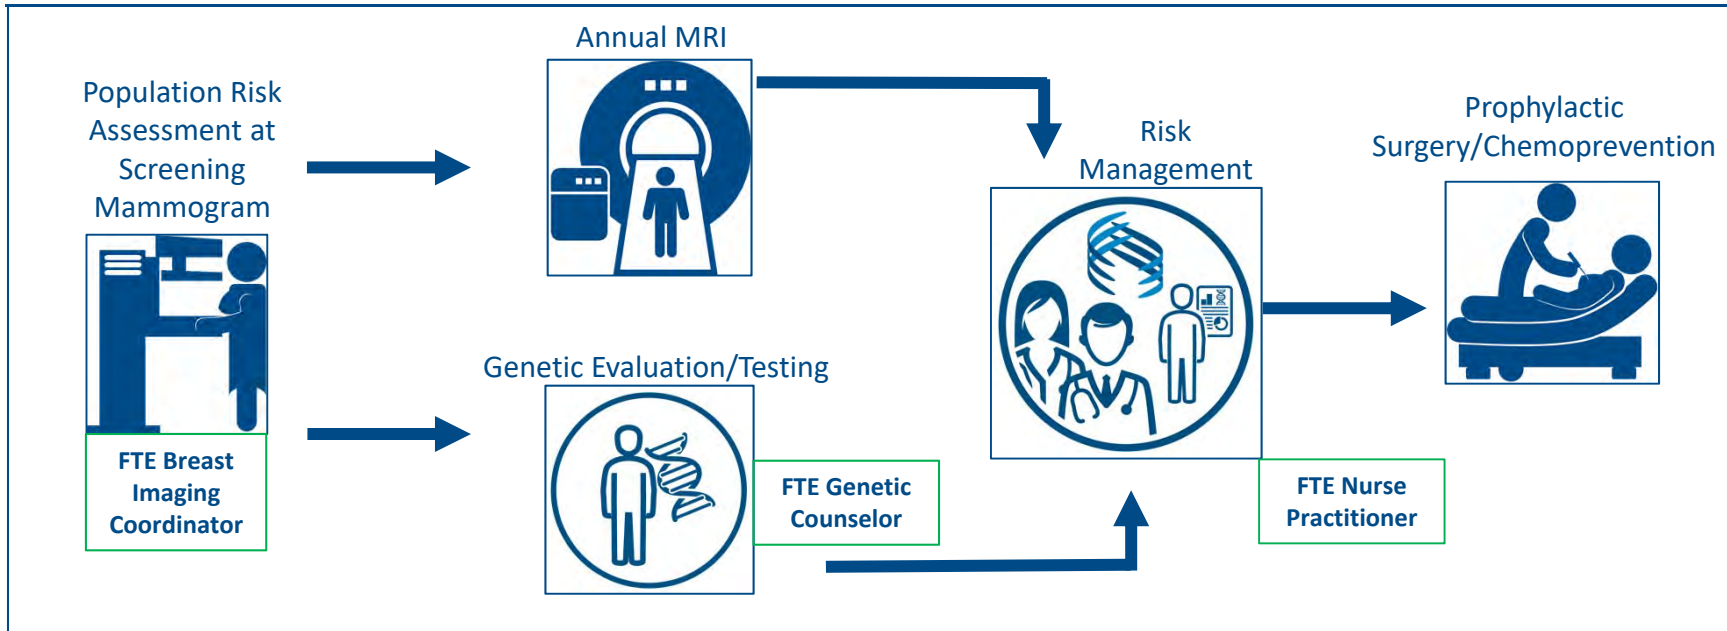 Population Risk
Assessment at
Screening
Mammogram
FTE Breast
Imaging
Coordinator
Annual MRI
Genetic Evaluation/Testing
FTE Genetic
Counselor
Risk
Management
FTE Nurse
Practitioner
Prophylactic
Surgery/Chemoprevention